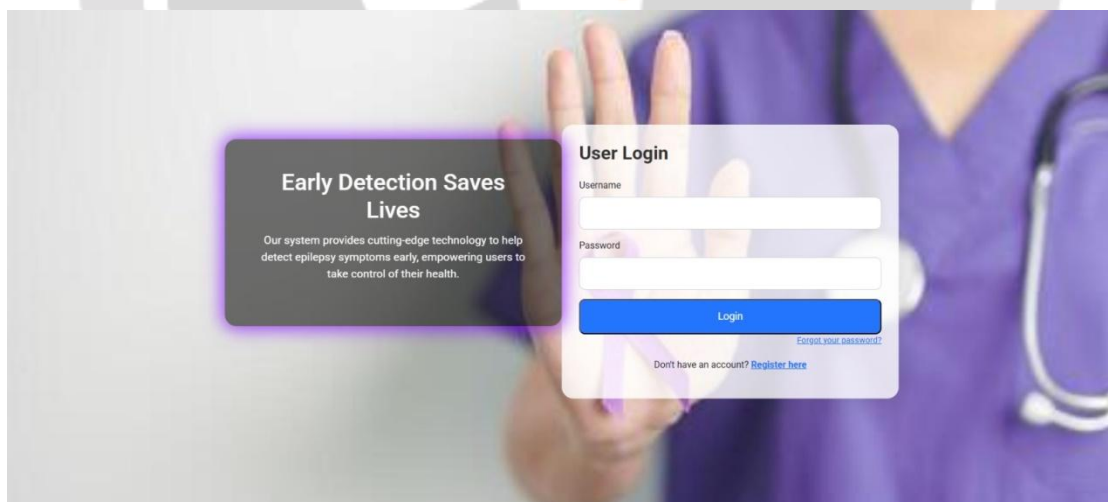 Early Detection Saves
Lives
Our system provides cutting-edge technology to help
detect epilepsy symptoms early, empowering users to
take control of their health.
User Login
Username
Password
Login
Forgot your password?
Don't have an account? Register here